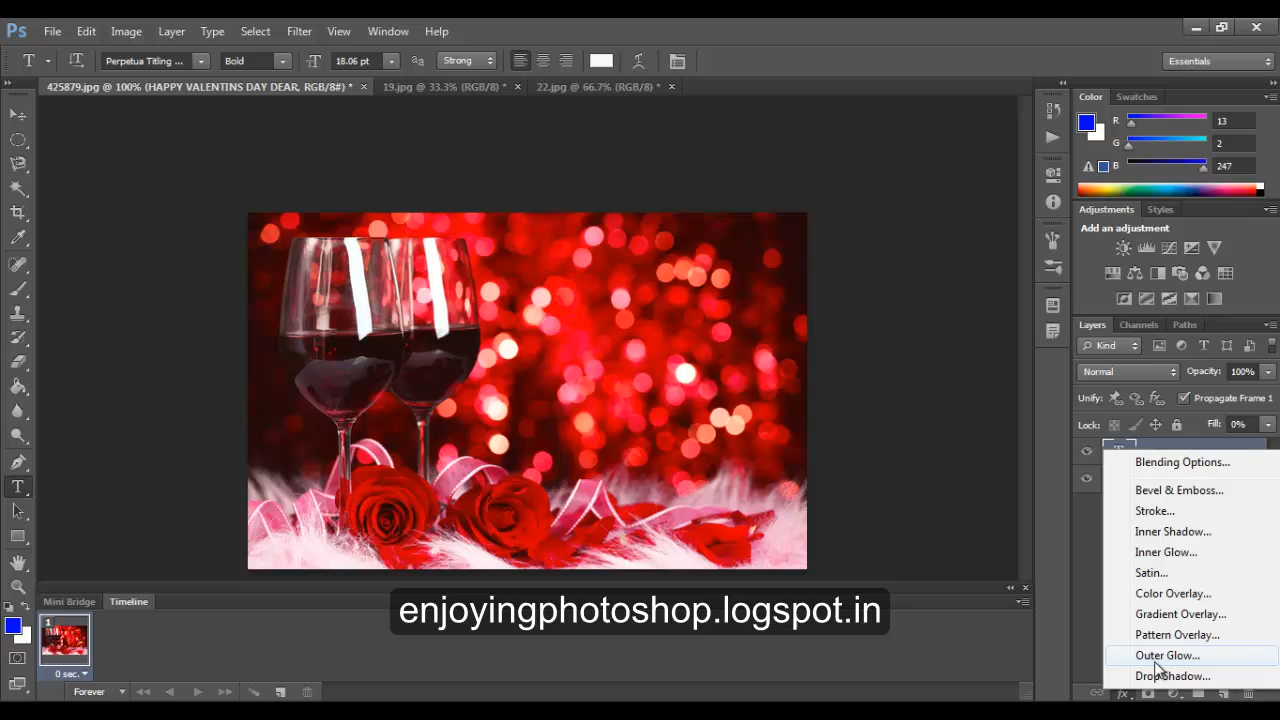 Ps File Edit Image Layer Type Select Filter View Window Help
T Perpetua Titling ... Bold 18.06 pt aa Strong Essentials
425879.jpg @ 100% (HAPPY VALENTINS DAY DEAR, RGB/8#) * × 19.jpg @ 33.3% (RGB/8) * × 22.jpg @ 66.7% (RGB/8) * ×
Color Swatches
R 13
G 2
B 247
Adjustments Styles
Add an adjustment
Layers Channels Paths
Kind
Normal Opacity: 100%
Unify: Propagate Frame 1
Lock: Fill: 0%
Blending Options...
Bevel & Emboss...
Stroke...
Inner Shadow...
Inner Glow...
Satin...
Color Overlay...
Gradient Overlay...
Pattern Overlay...
Outer Glow...
Drop Shadow...
Mini Bridge Timeline
enjoyingphotoshop.logspot.in
1
0 sec.
Forever
fx